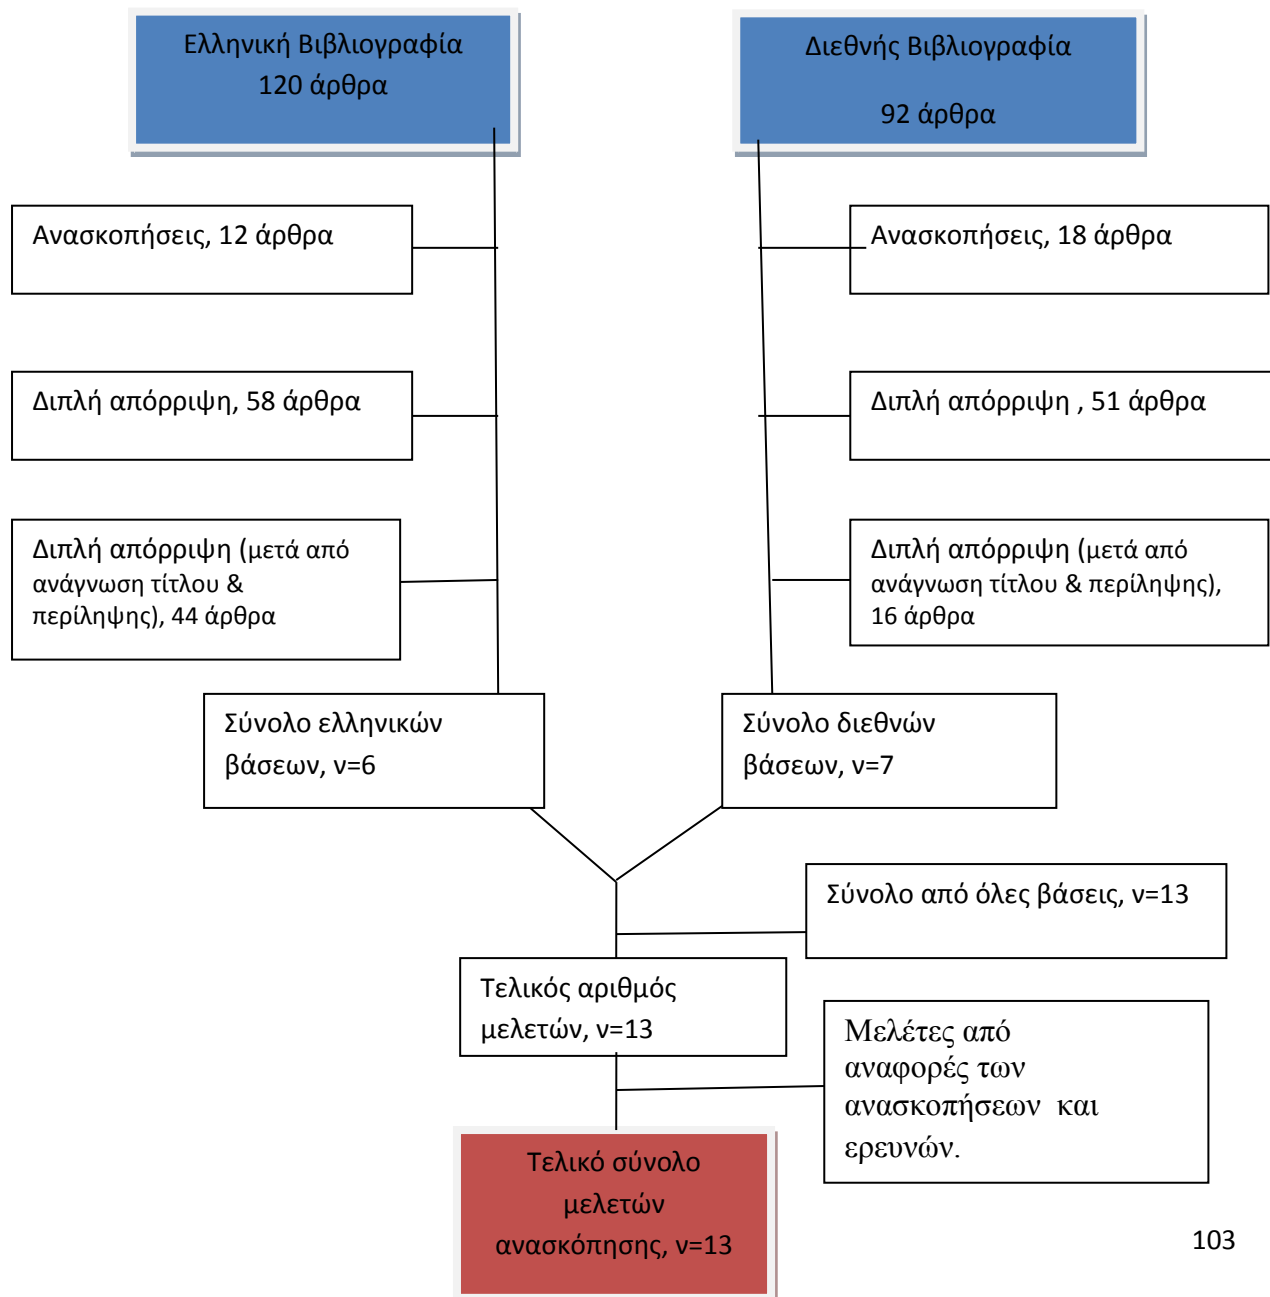 Ελληνική Βιβλιογραφία
120 άρθρα
Διεθνής Βιβλιογραφία
92 άρθρα
Ανασκοπήσεις, 12 άρθρα
Ανασκοπήσεις, 18 άρθρα
Διπλή απόρριψη, 58 άρθρα
Διπλή απόρριψη , 51 άρθρα
Διπλή απόρριψη (μετά από
ανάγνωση τίτλου &
περίληψης), 44 άρθρα
Διπλή απόρριψη (μετά από
ανάγνωση τίτλου & περίληψης),
16 άρθρα
Σύνολο ελληνικών
βάσεων, ν=6
Σύνολο διεθνών
βάσεων, ν=7
Σύνολο από όλες βάσεις, ν=13
Τελικός αριθμός
μελετών, ν=13
Μελέτες από
αναφορές των
ανασκοπήσεων και
ερευνών.
Τελικό σύνολο
μελετών
ανασκόπησης, ν=13
103